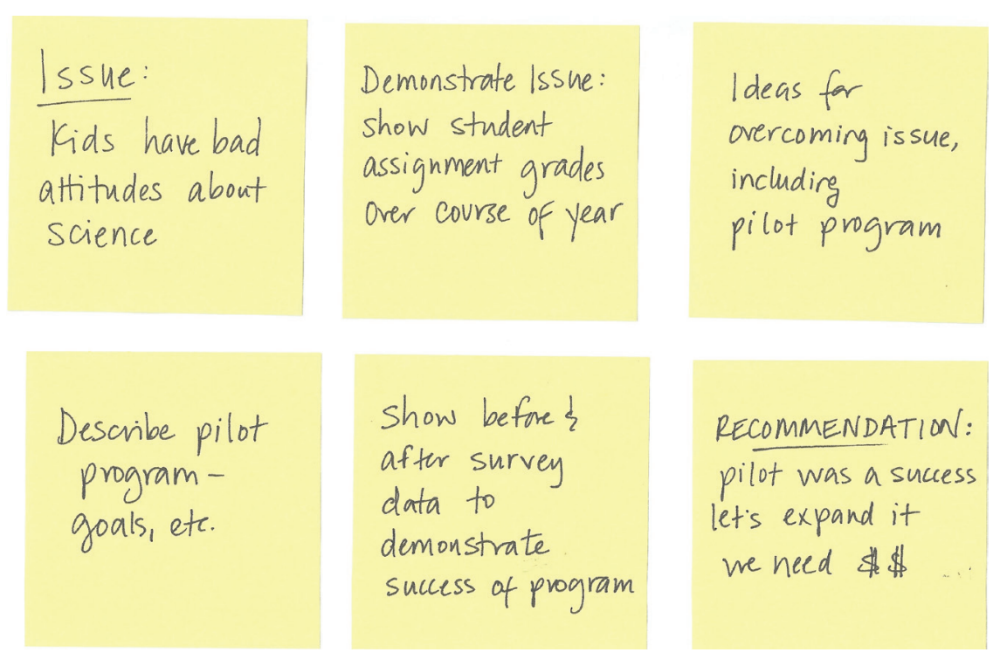 Issue:
Kids have bad
attitudes about
science
Demonstrate Issue:
show student
assignment grades
over course of year
Ideas for
overcoming issue,
including
pilot program
Describe pilot
program –
goals, etc.
Show before &
after survey
data to
demonstrate
success of program
RECOMMENDATION:
pilot was a success
let's expand it
we need $$